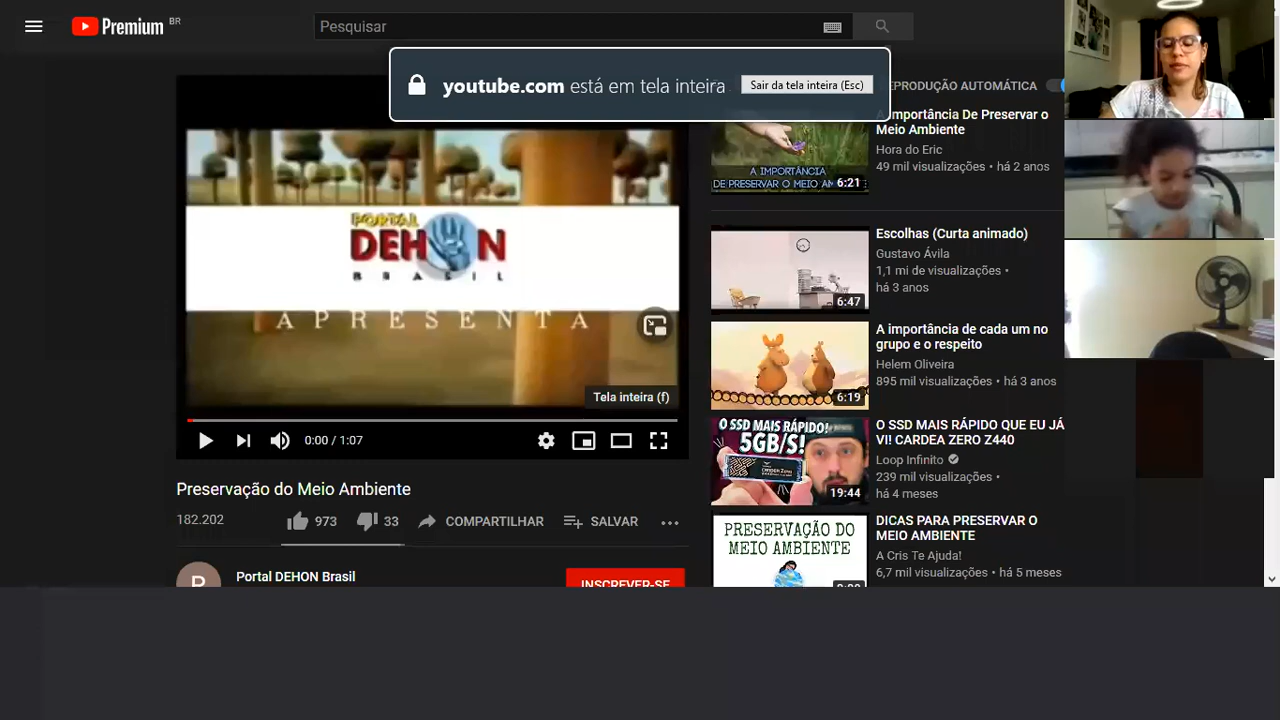 Premium BR
Pesquisar
youtube.com está em tela inteira Sair da tela inteira (Esc)
PORTAL
DEHON
BRASIL
APRESENTA
Tela inteira (f)
0:00 / 1:07
Preservação do Meio Ambiente
182.202
973
33
COMPARTILHAR
SALVAR
Portal DEHON Brasil
INSCREVER-SE
REPRODUÇÃO AUTOMÁTICA
A IMPORTÂNCIA
DE PRESERVAR O MEIO AM
6:21
A Importância De Preservar o
Meio Ambiente
Hora do Eric
49 mil visualizações • há 2 anos
6:47
Escolhas (Curta animado)
Gustavo Ávila
1,1 mi de visualizações •
há 3 anos
6:19
A importância de cada um no
grupo e o respeito
Helem Oliveira
895 mil visualizações • há 3 anos
O SSD MAIS RÁPIDO!
5GB/S!
19:44
O SSD MAIS RÁPIDO QUE EU JÁ
VI! CARDEA ZERO Z440
Loop Infinito
239 mil visualizações •
há 4 meses
PRESERVAÇÃO DO
MEIO AMBIENTE
DICAS PARA PRESERVAR O
MEIO AMBIENTE
A Cris Te Ajuda!
6,7 mil visualizações • há 5 meses